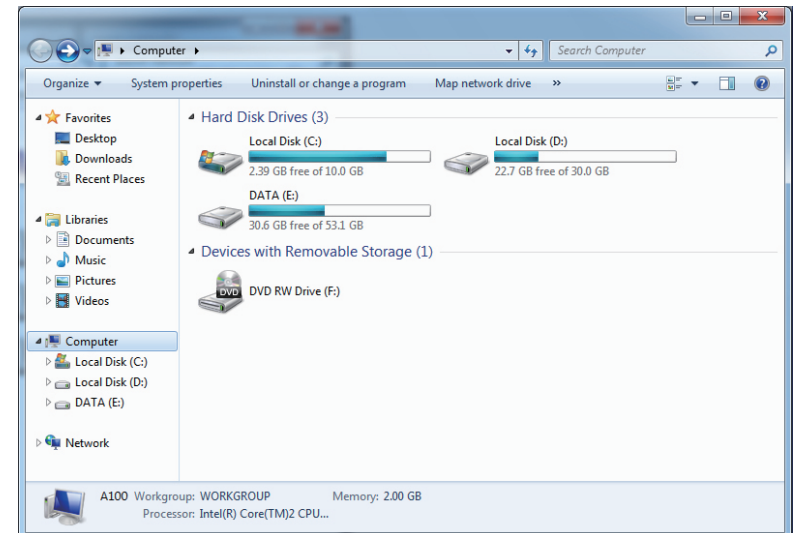 Computer
Search Computer
Organize System properties Uninstall or change a program Map network drive »
Favorites
Desktop
Downloads
Recent Places
Libraries
Documents
Music
Pictures
Videos
Computer
Local Disk (C:)
Local Disk (D:)
DATA (E:)
Network
Hard Disk Drives (3)
Local Disk (C:)
2.39 GB free of 10.0 GB
Local Disk (D:)
22.7 GB free of 30.0 GB
DATA (E:)
30.6 GB free of 53.1 GB
Devices with Removable Storage (1)
DVD
DVD RW Drive (F:)
A100 Workgroup: WORKGROUP Memory: 2.00 GB
Processor: Intel(R) Core(TM)2 CPU...